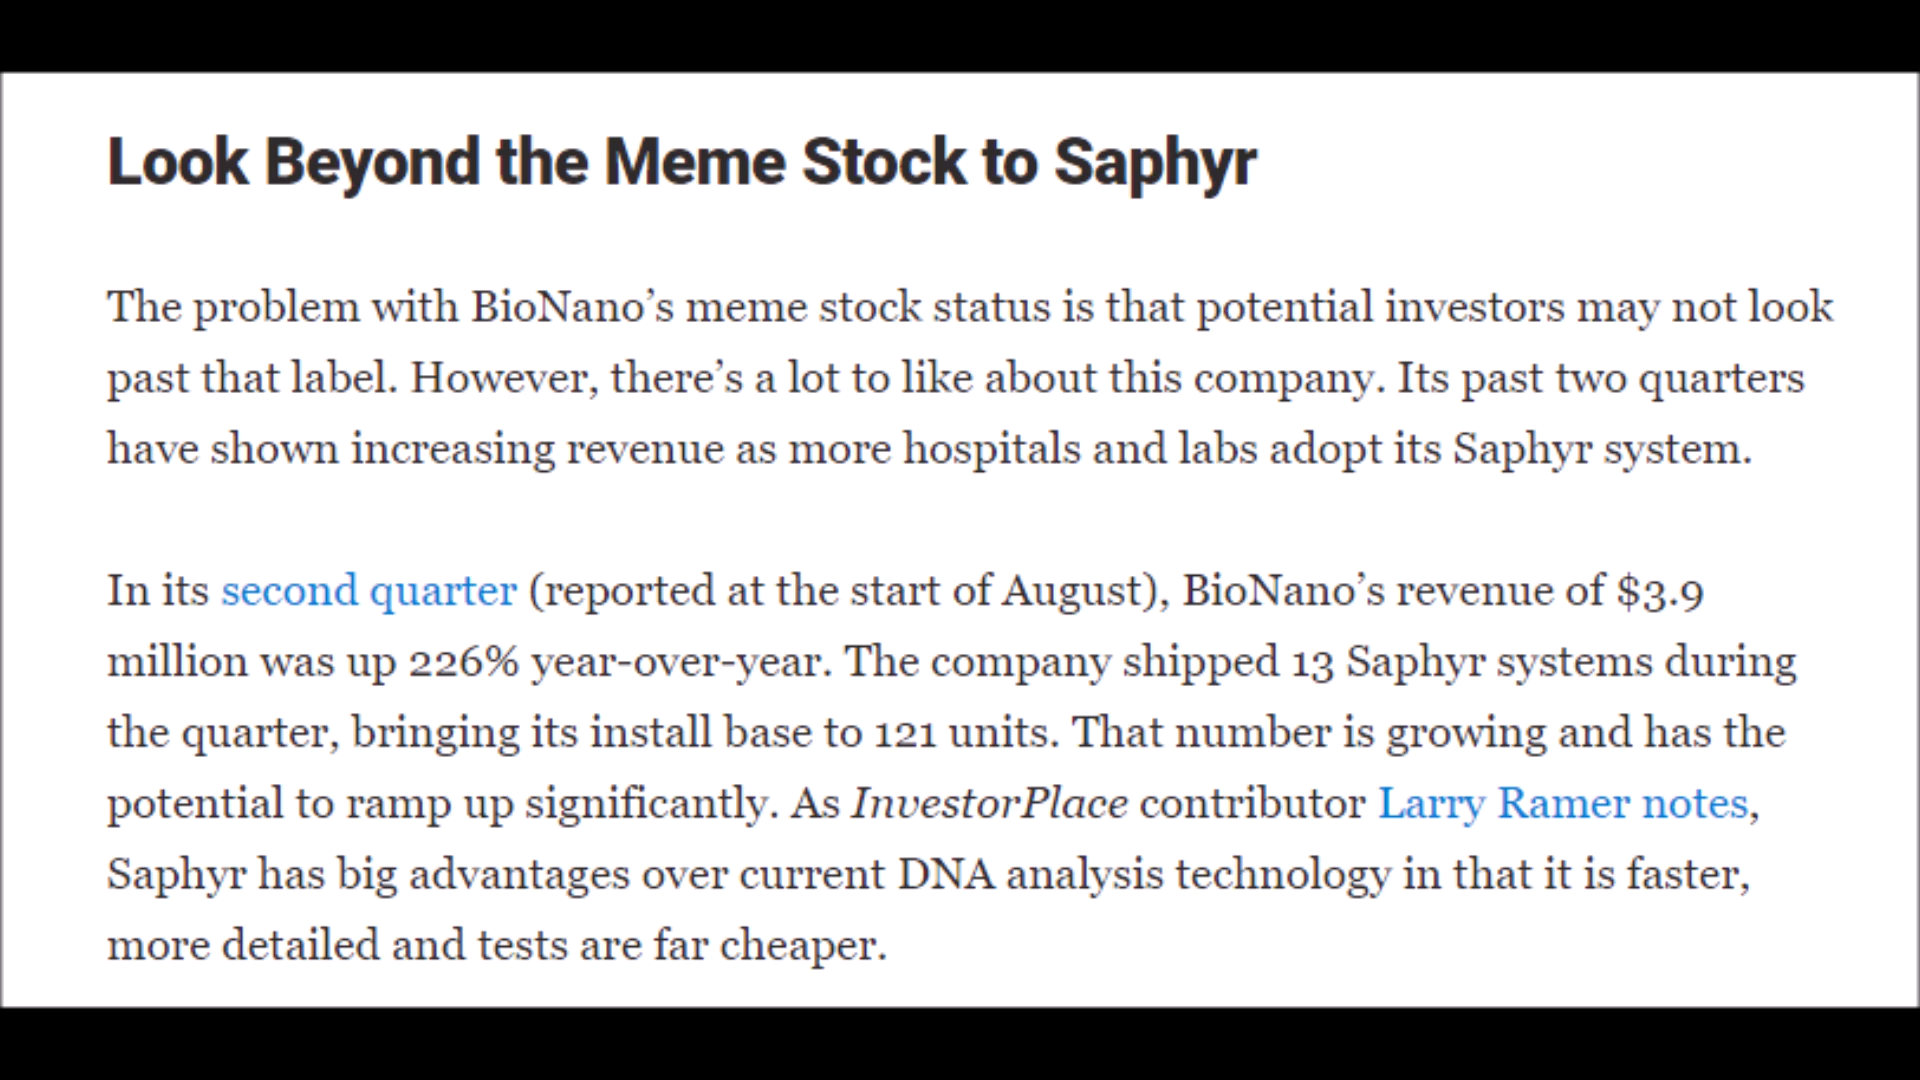 Look Beyond the Meme Stock to Saphyr
The problem with BioNano’s meme stock status is that potential investors may not look
past that label. However, there’s a lot to like about this company. Its past two quarters
have shown increasing revenue as more hospitals and labs adopt its Saphyr system.
In its second quarter (reported at the start of August), BioNano’s revenue of $3.9
million was up 226% year-over-year. The company shipped 13 Saphyr systems during
the quarter, bringing its install base to 121 units. That number is growing and has the
potential to ramp up significantly. As InvestorPlace contributor Larry Ramer notes,
Saphyr has big advantages over current DNA analysis technology in that it is faster,
more detailed and tests are far cheaper.